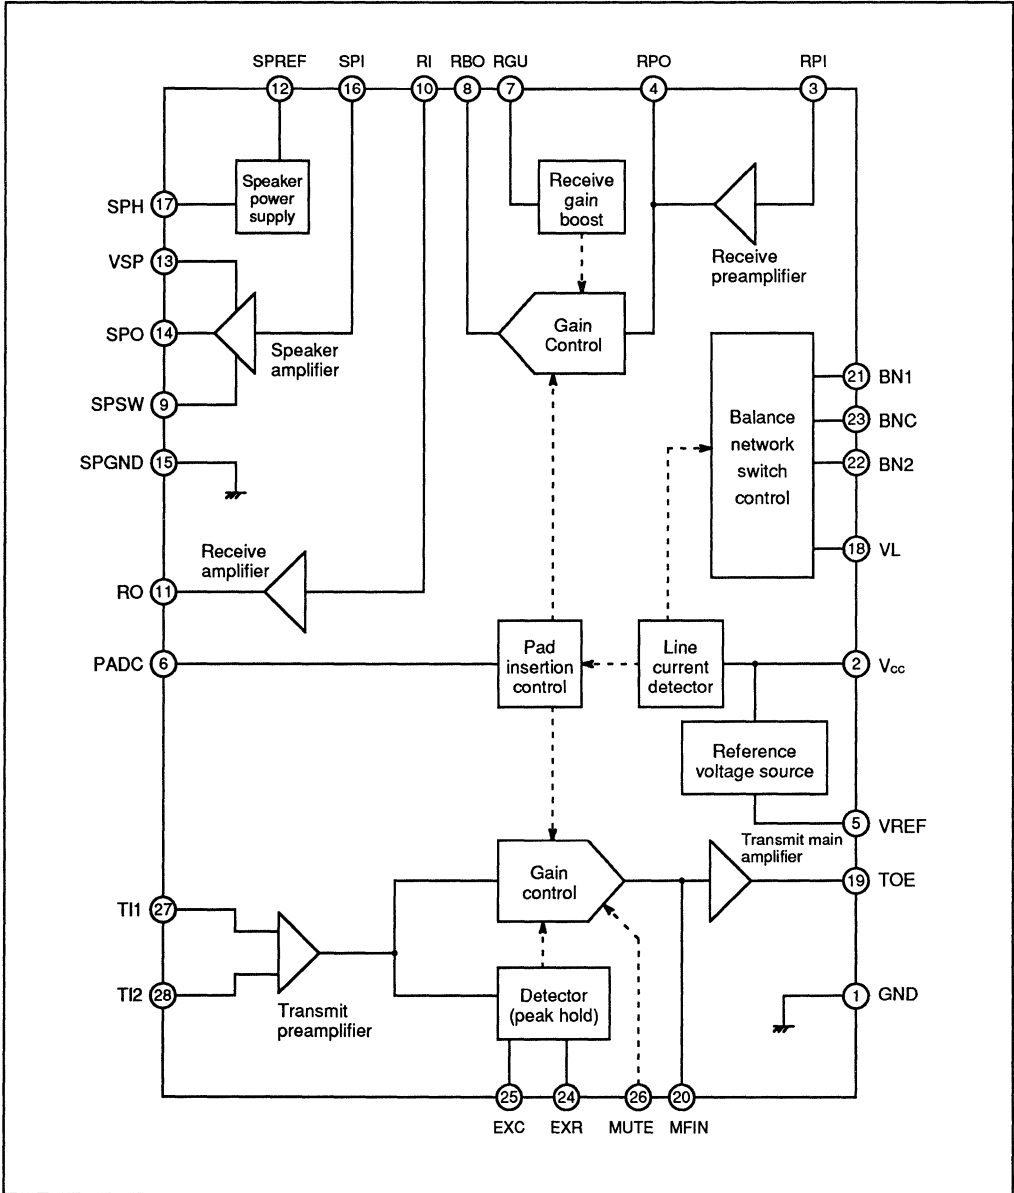 SPREF SPI RI RBO RGU RPO RPI
12 16 10 8 7 4 3
SPH 17
Speaker
power
supply
Receive
gain
boost
Receive
preamplifier
VSP 13
SPO 14
Speaker
amplifier
Gain
Control
SPSW 9
SPGND 15
Balance
network
switch
control
21 BN1
23 BNC
22 BN2
18 VL
Receive
amplifier
RO 11
PADC 6
Pad
insertion
control
Line
current
detector
2 Vcc
Reference
voltage source
5 VREF
Transmit main
amplifier
Gain
control
19 TOE
TI1 27
TI2 28
Transmit
preamplifier
Detector
(peak hold)
1 GND
25 24 26 20
EXC EXR MUTE MFIN